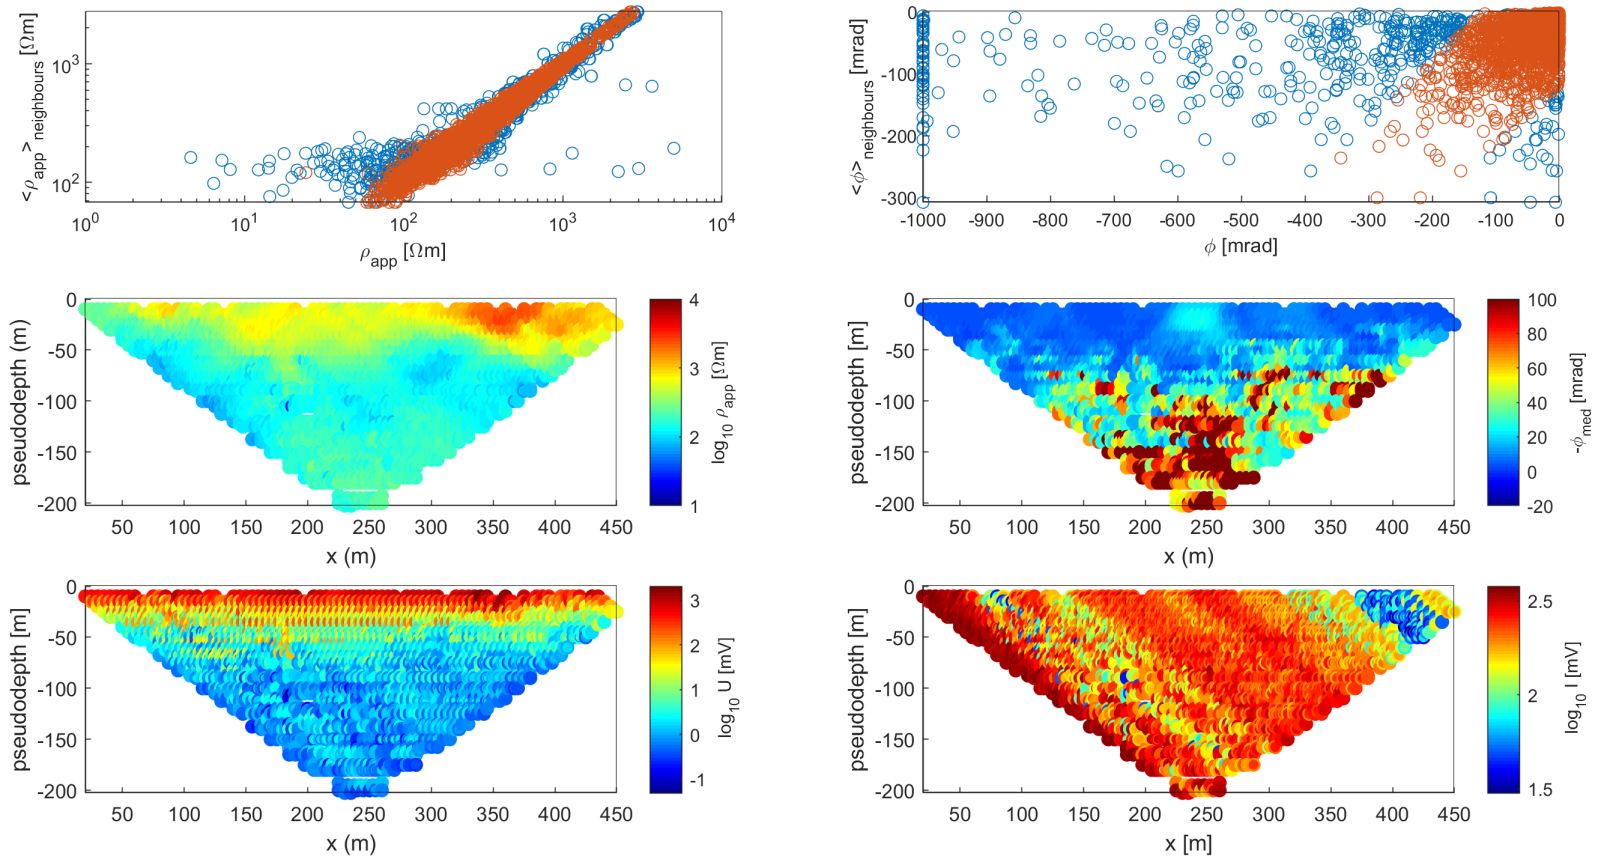 <ρapp>neighbours [Ωm]
10³
10²
10⁰ 10¹ 10² 10³ 10⁴
ρapp [Ωm]
<ϕ>neighbours [mrad]
0
-100
-200
-300
-1000 -900 -800 -700 -600 -500 -400 -300 -200 -100 0
ϕ [mrad]
pseudodepth (m)
0
-50
-100
-150
-200
50 100 150 200 250 300 350 400 450
x (m)
4
3
2
1
log10 ρapp [Ωm]
pseudodepth [m]
0
-50
-100
-150
-200
50 100 150 200 250 300 350 400 450
x (m)
100
80
60
40
20
0
-20
-ϕmed [mrad]
pseudodepth [m]
0
-50
-100
-150
-200
50 100 150 200 250 300 350 400 450
x (m)
3
2
1
0
-1
log10 U [mV]
pseudodepth [m]
0
-50
-100
-150
-200
50 100 150 200 250 300 350 400 450
x [m]
2.5
2
1.5
log10 I [mV]